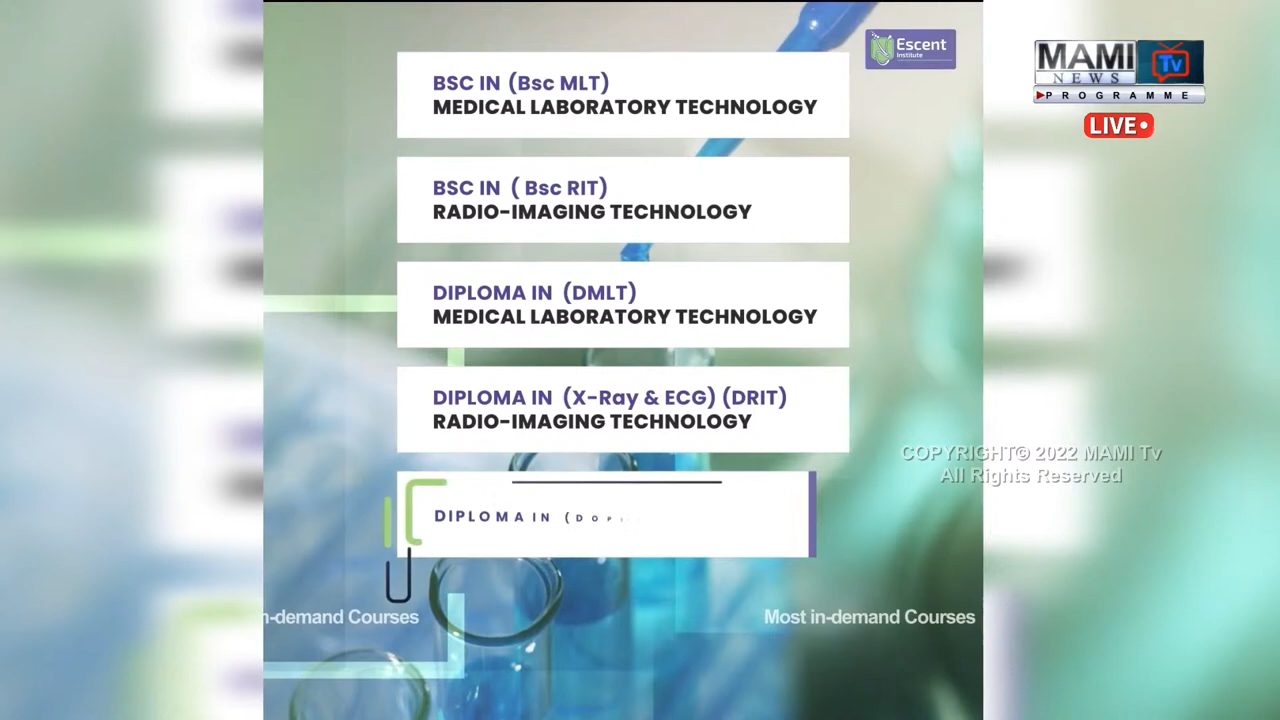 Escent
Institute
MAMI
Tv
NEWS
PROGRAMME
LIVE
BSC IN (Bsc MLT)
MEDICAL LABORATORY TECHNOLOGY
BSC IN ( Bsc RIT)
RADIO-IMAGING TECHNOLOGY
DIPLOMA IN (DMLT)
MEDICAL LABORATORY TECHNOLOGY
DIPLOMA IN (X-Ray & ECG) (DRIT)
RADIO-IMAGING TECHNOLOGY
COPYRIGHT© 2022 MAMI Tv
All Rights Reserved
DIPLOMA IN
n-demand Courses
Most in-demand Courses